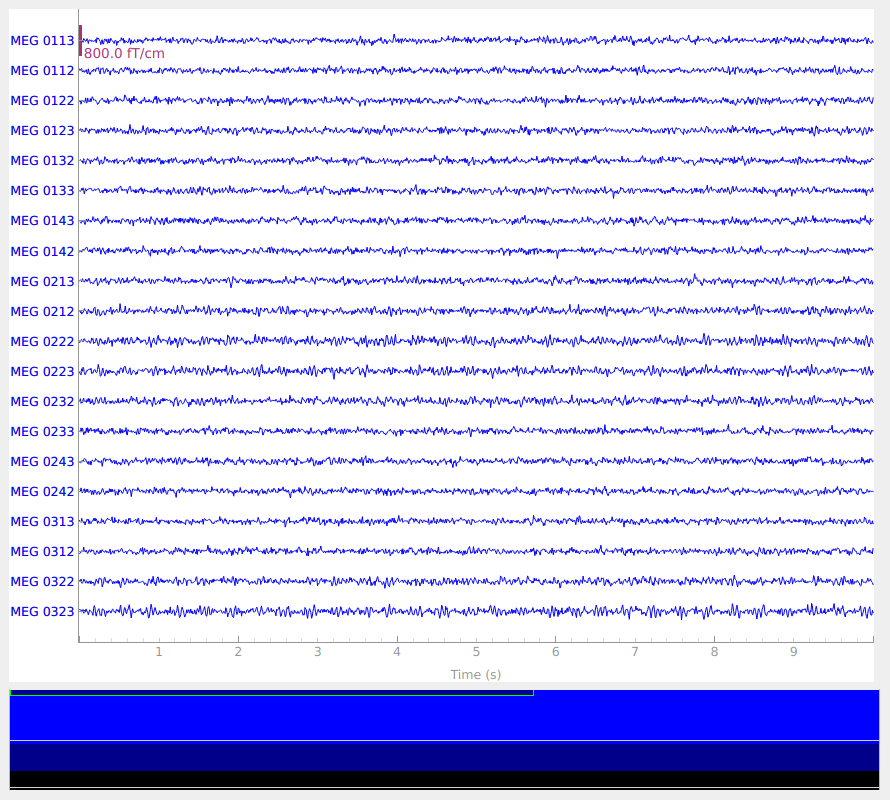 MEG 0113
800.0 fT/cm
MEG 0112
MEG 0122
MEG 0123
MEG 0132
MEG 0133
MEG 0143
MEG 0142
MEG 0213
MEG 0212
MEG 0222
MEG 0223
MEG 0232
MEG 0233
MEG 0243
MEG 0242
MEG 0313
MEG 0312
MEG 0322
MEG 0323
1 2 3 4 5 6 7 8 9
Time (s)